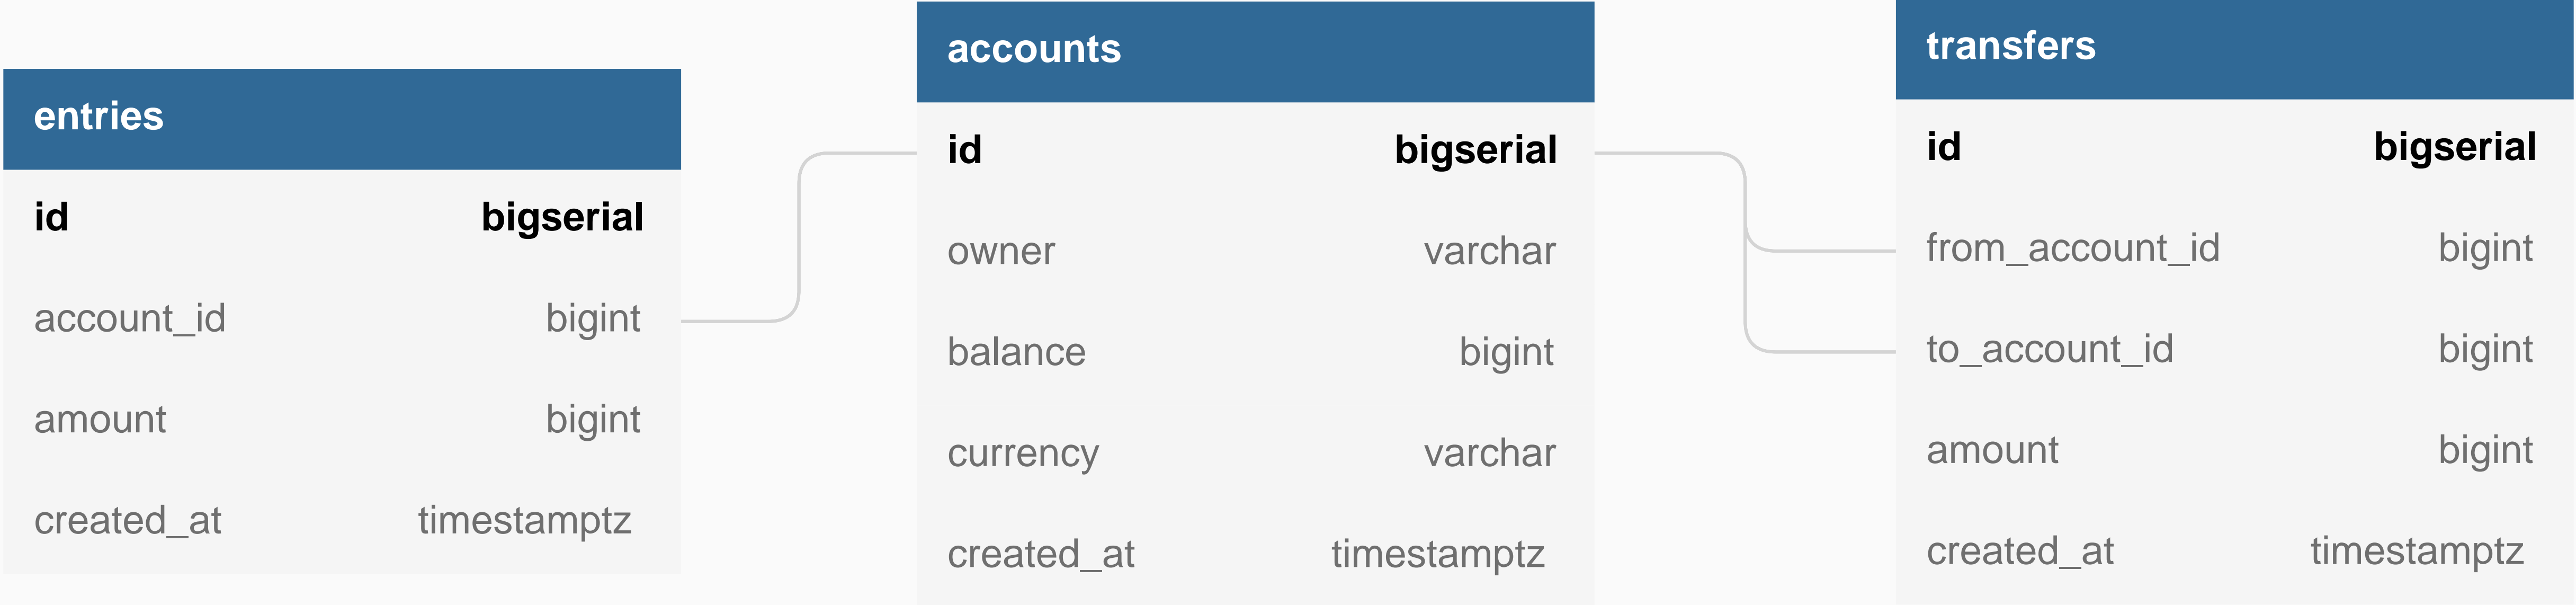 entries
id bigserial
account_id bigint
amount bigint
created_at timestamptz
accounts
id bigserial
owner varchar
balance bigint
currency varchar
created_at timestamptz
transfers
id bigserial
from_account_id bigint
to_account_id bigint
amount bigint
created_at timestamptz